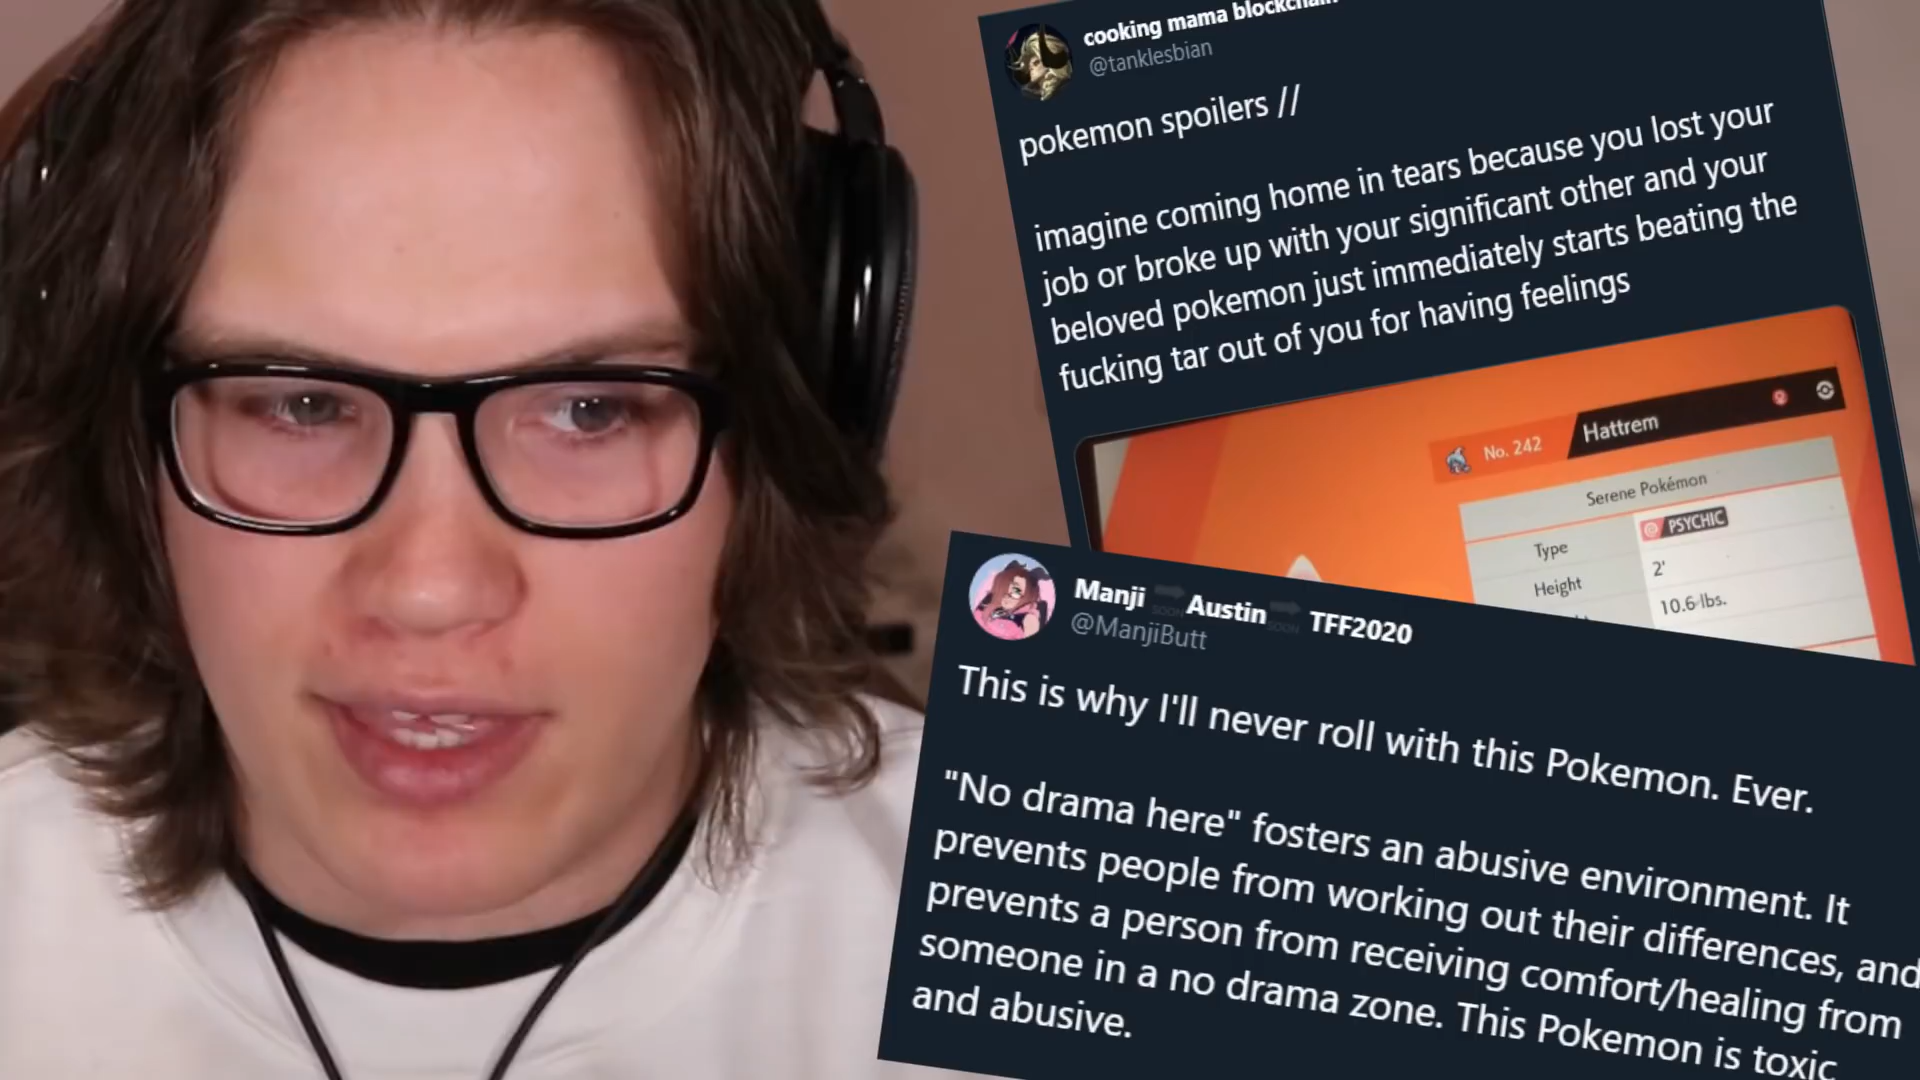 cooking mama blockchain
@tanklesbian
pokemon spoilers //
imagine coming home in tears because you lost your
job or broke up with your significant other and your
beloved pokemon just immediately starts beating the
fucking tar out of you for having feelings
No. 242 Hattrem
Serene Pokémon
Type PSYCHIC
Height 2'
10.6 lbs.
Manji SOON Austin SOON TFF2020
@ManjiButt
This is why I'll never roll with this Pokemon. Ever.
"No drama here" fosters an abusive environment. It
prevents people from working out their differences, and
prevents a person from receiving comfort/healing from
someone in a no drama zone. This Pokemon is toxic
and abusive.